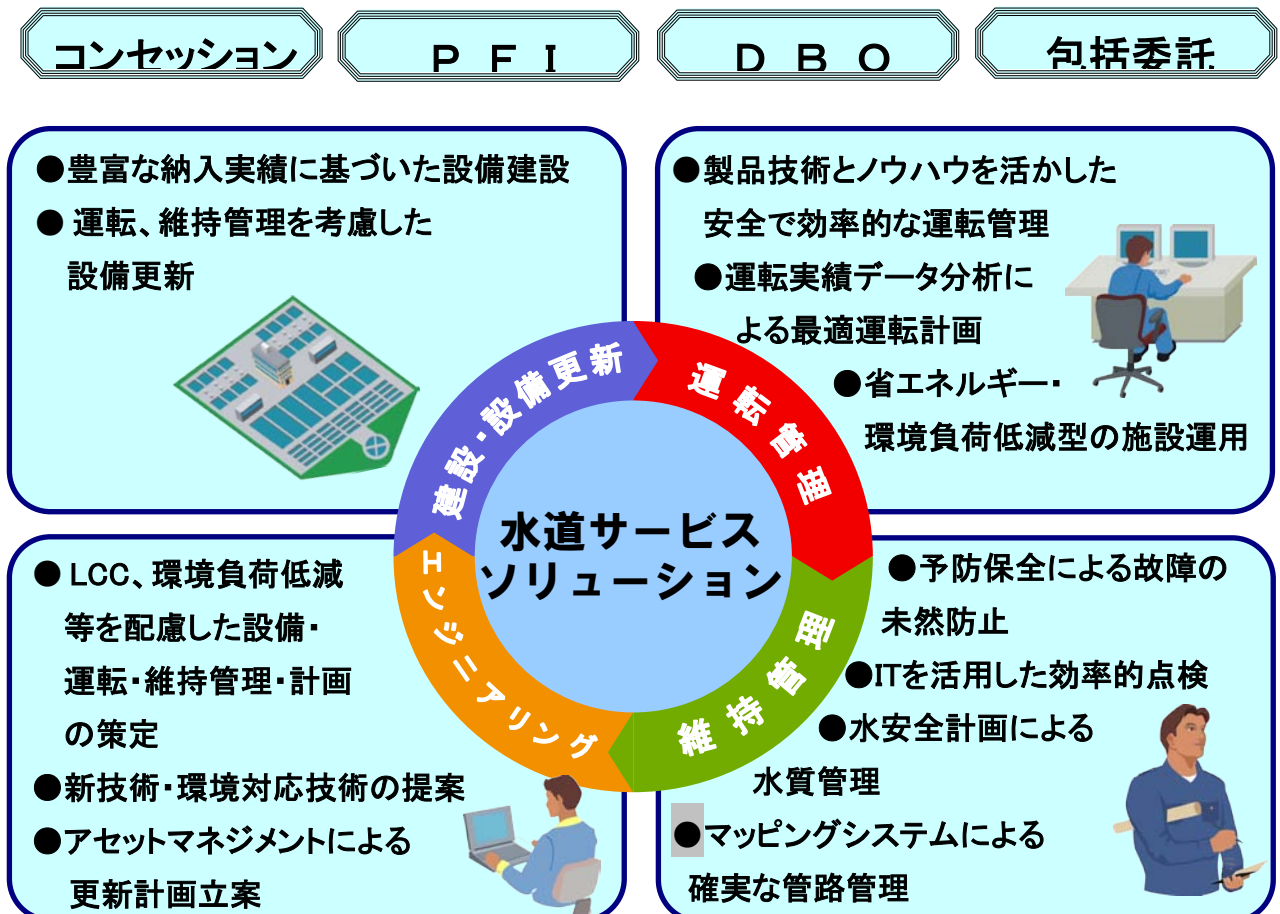 コンセッション
ＰＦＩ
ＤＢＯ
包括委託
●豊富な納入実績に基づいた設備建設
● 運転、維持管理を考慮した
設備更新
●製品技術とノウハウを活かした
安全で効率的な運転管理
●運転実績データ分析に
よる最適運転計画
●省エネルギー・
環境負荷低減型の施設運用
建設・設備更新
運転管理
水道サービス
ソリューション
エンジニアリング
維持管理
● LCC、環境負荷低減
等を配慮した設備・
運転・維持管理・計画
の策定
●新技術・環境対応技術の提案
●アセットマネジメントによる
更新計画立案
●予防保全による故障の
未然防止
●ITを活用した効率的点検
●水安全計画による
水質管理
●マッピングシステムによる
確実な管路管理